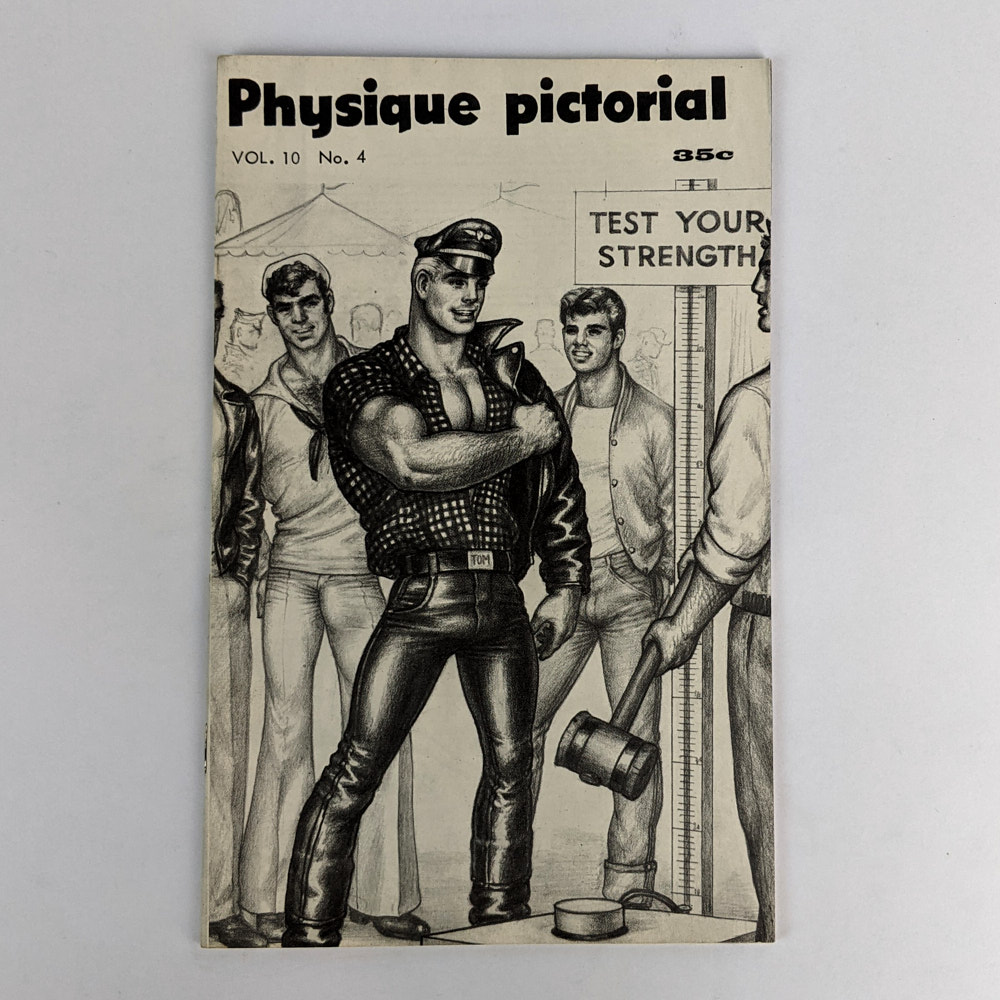 Physique pictorial
VOL. 10 No. 4
35c
TEST YOUR
STRENGTH
TOM